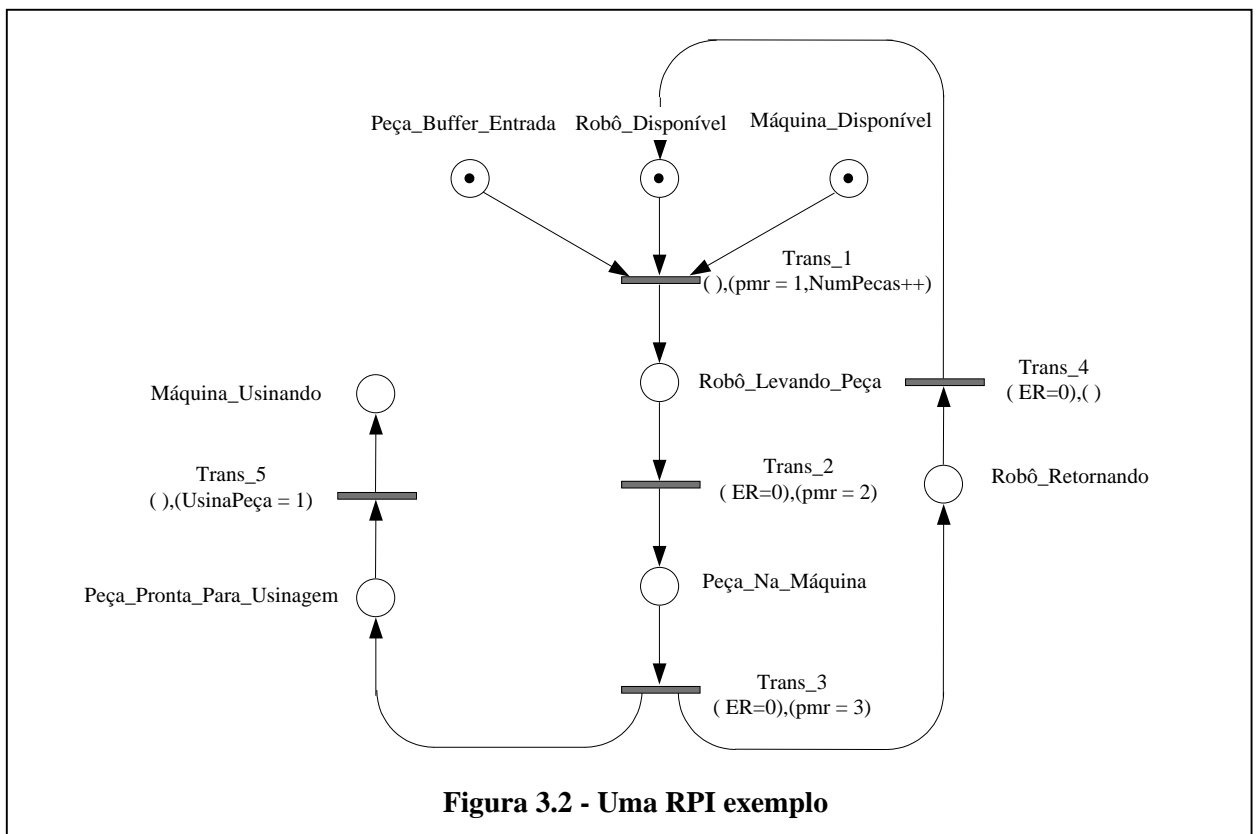 Peça_Buffer_Entrada
Robô_Disponível
Máquina_Disponível
Trans_1
( ),(pmr = 1,NumPecas++)
Máquina_Usinando
Robô_Levando_Peça
Trans_4
( ER=0),( )
Trans_5
( ),(UsinaPeça = 1)
Trans_2
( ER=0),(pmr = 2)
Robô_Retornando
Peça_Pronta_Para_Usinagem
Peça_Na_Máquina
Trans_3
( ER=0),(pmr = 3)
Figura 3.2 - Uma RPI exemplo